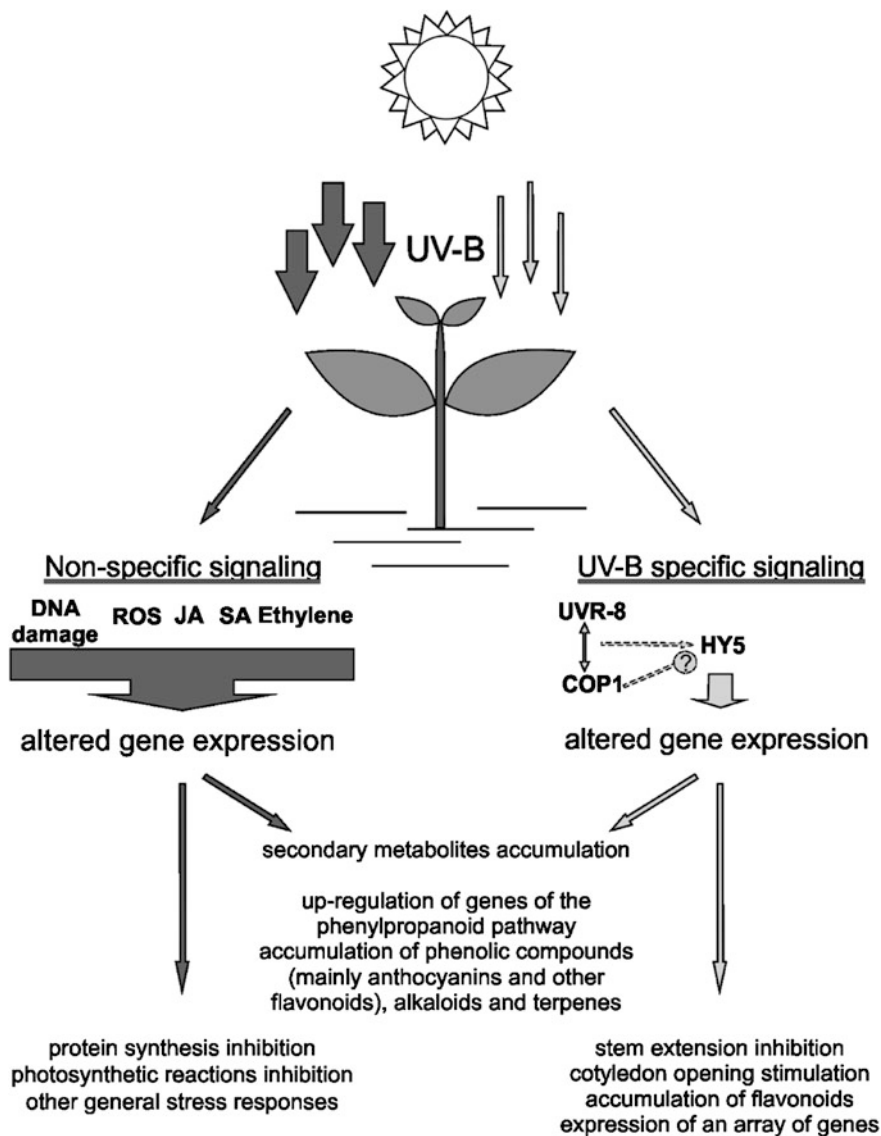 UV-B
Non-specific signaling
DNA
damage
ROS JA SA Ethylene
altered gene expression
UV-B specific signaling
UVR-8
HY5
?
COP1
altered gene expression
secondary metabolites accumulation
up-regulation of genes of the
phenylpropanoid pathway
accumulation of phenolic compounds
(mainly anthocyanins and other
flavonoids), alkaloids and terpenes
protein synthesis inhibition
photosynthetic reactions inhibition
other general stress responses
stem extension inhibition
cotyledon opening stimulation
accumulation of flavonoids
expression of an array of genes